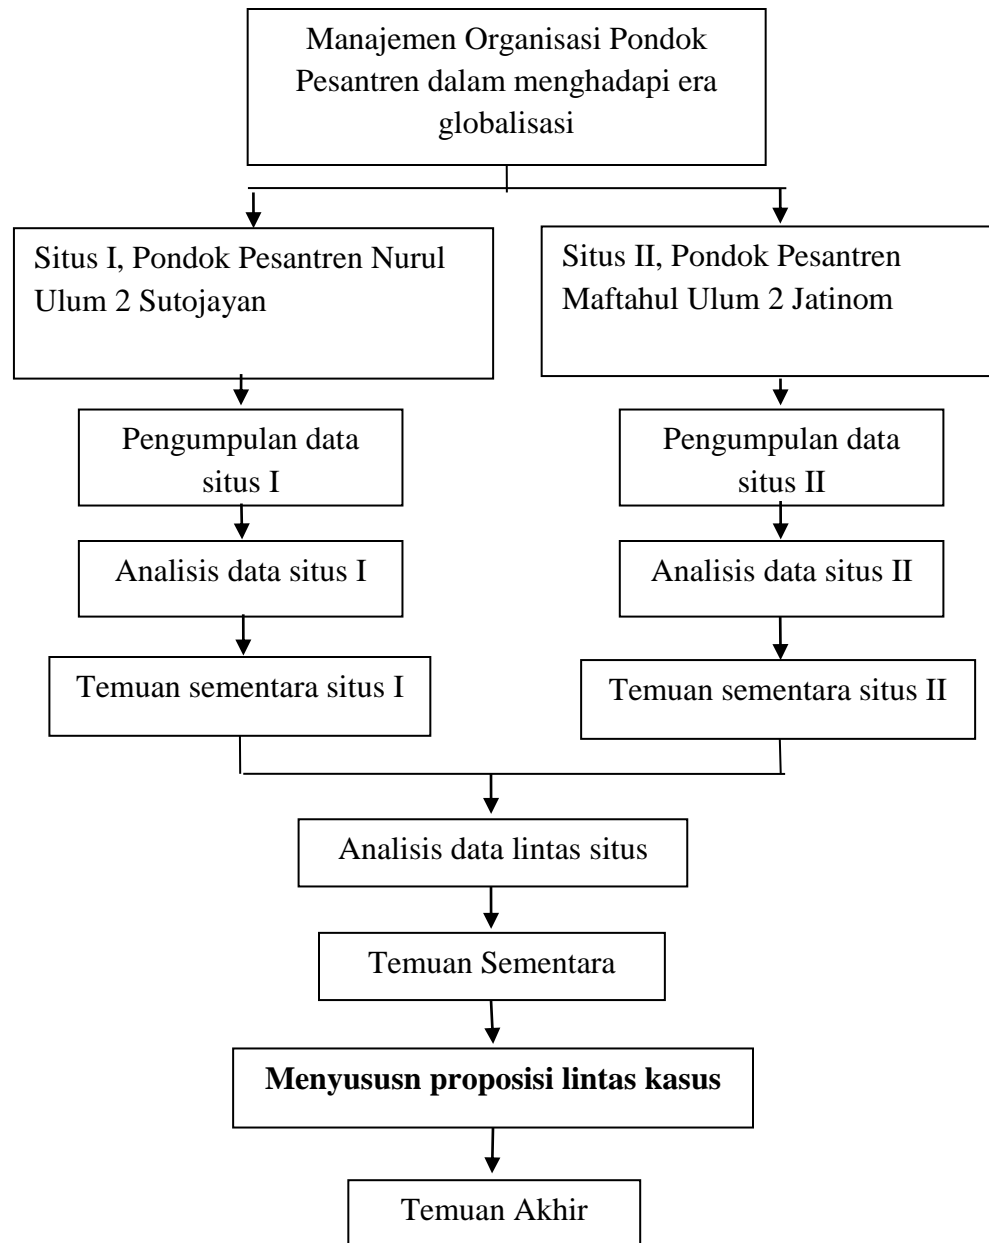 Manajemen Organisasi Pondok
Pesantren dalam menghadapi era
globalisasi
Situs I, Pondok Pesantren Nurul
Ulum 2 Sutojayan
Situs II, Pondok Pesantren
Maftahul Ulum 2 Jatinom
Pengumpulan data
situs I
Pengumpulan data
situs II
Analisis data situs I
Analisis data situs II
Temuan sementara situs I
Temuan sementara situs II
Analisis data lintas situs
Temuan Sementara
Menyususn proposisi lintas kasus
Temuan Akhir